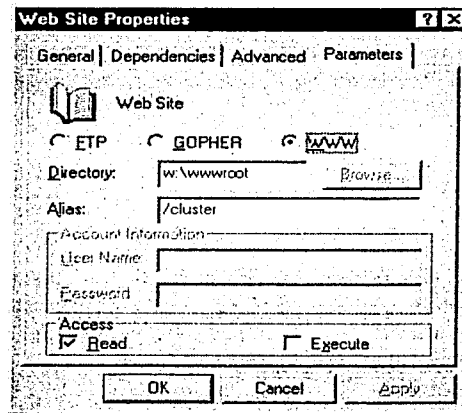 Web Site Properties ? X
General Dependencies Advanced Parameters
Web Site
FTP GOPHER WWW
Directory: w:\wwwroot Browse...
Alias: /cluster
Account Information
User Name
Password
Access
Read Execute
OK Cancel Apply